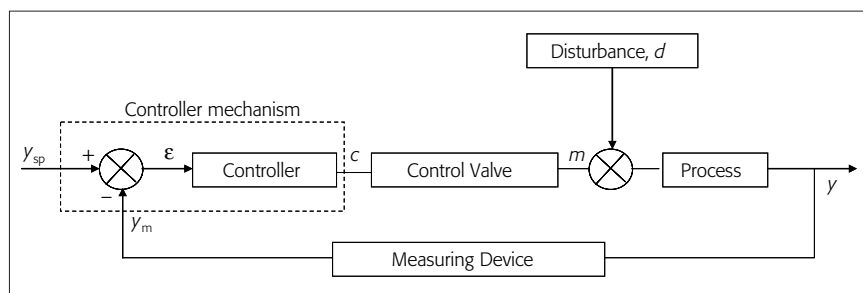 Disturbance, d
Controller mechanism
y_sp
+
ε
Controller
c
Control Valve
m
Process
y
−
y_m
Measuring Device